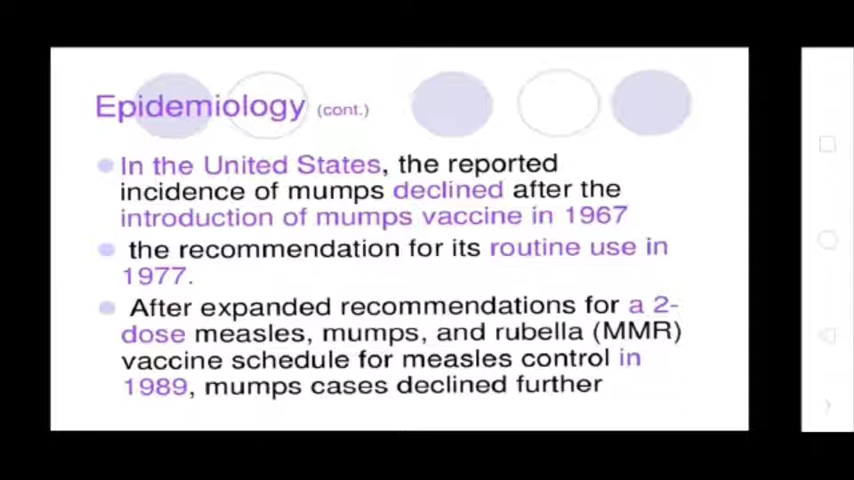 Epidemiology (cont.)
In the United States, the reported
incidence of mumps declined after the
introduction of mumps vaccine in 1967
the recommendation for its routine use in
1977.
After expanded recommendations for a 2-
dose measles, mumps, and rubella (MMR)
vaccine schedule for measles control in
1989, mumps cases declined further